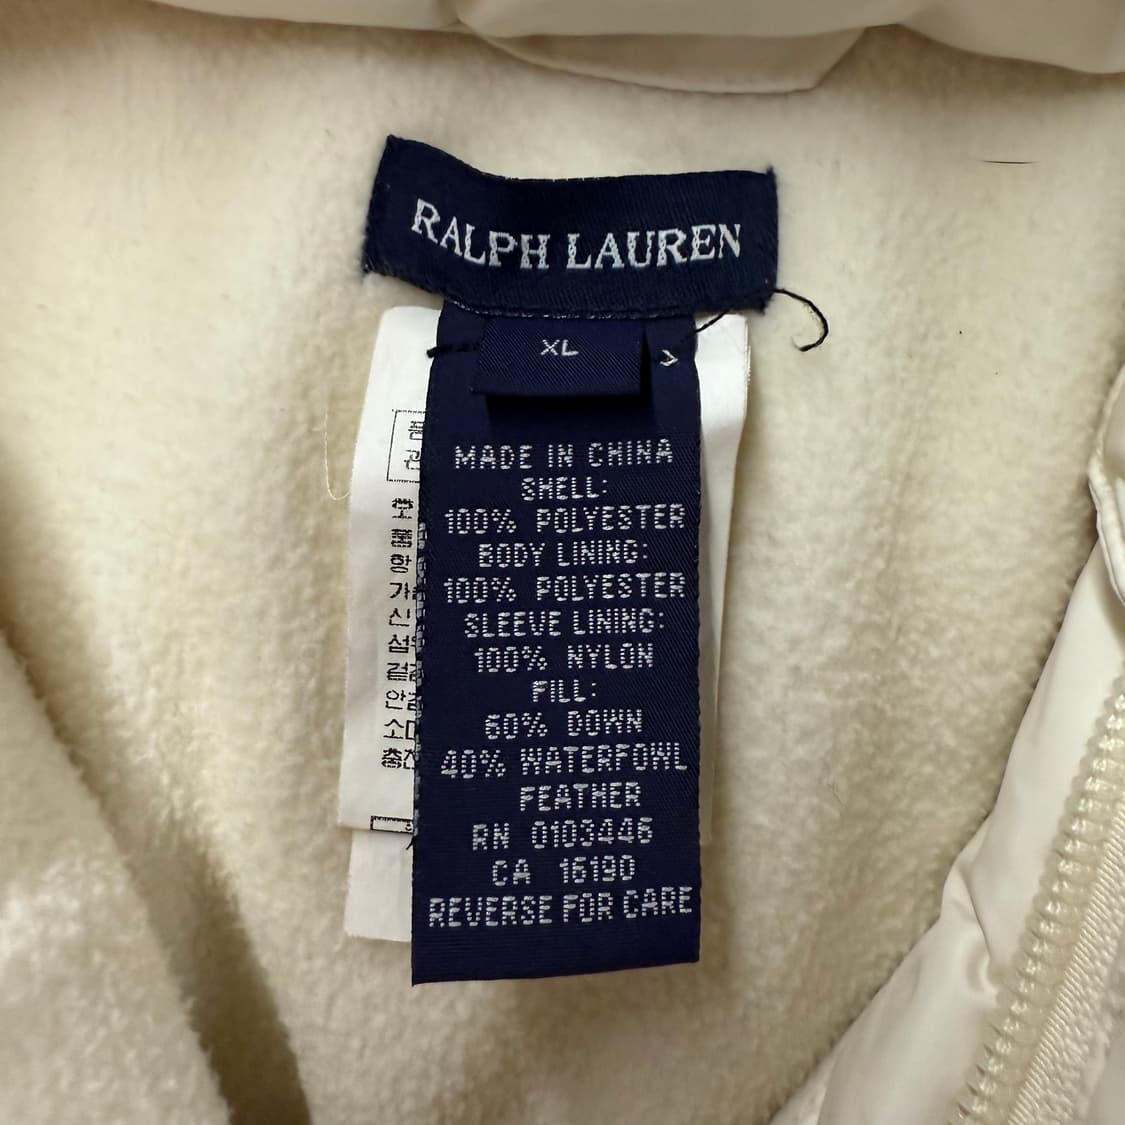 RALPH LAUREN
XL
MADE IN CHINA
SHELL:
100% POLYESTER
BODY LINING:
100% POLYESTER
SLEEVE LINING:
100% NYLON
FILL:
60% DOWN
40% WATERFOWL
FEATHER
RN 0103446
CA 16190
REVERSE FOR CARE